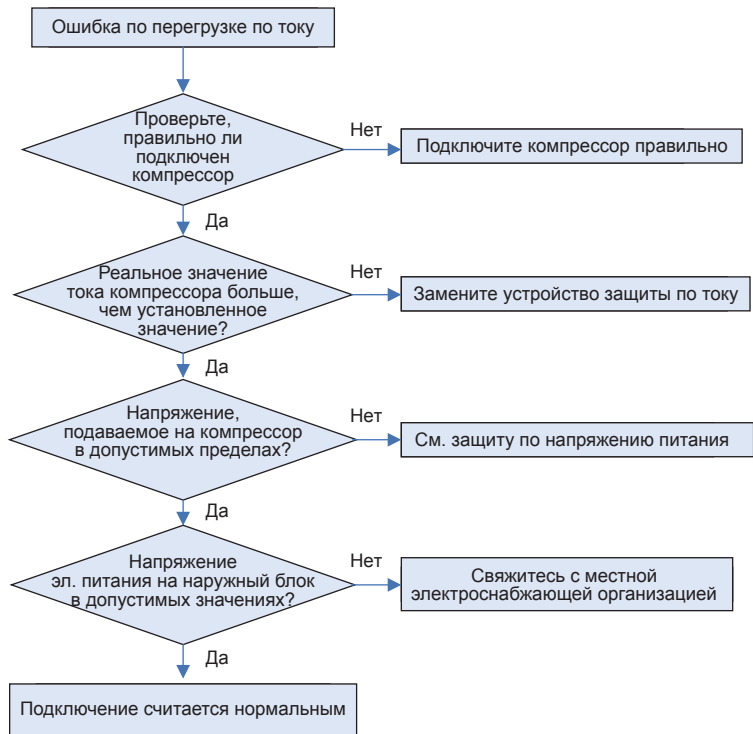 Ошибка по перегрузке по току
Проверьте,
правильно ли
подключен
компрессор
Нет
Подключите компрессор правильно
Да
Реальное значение
тока компрессора больше,
чем установленное
значение?
Нет
Замените устройство защиты по току
Да
Напряжение,
подаваемое на компрессор
в допустимых пределах?
Нет
См. защиту по напряжению питания
Да
Напряжение
эл. питания на наружный блок
в допустимых значениях?
Нет
Свяжитесь с местной
электроснабжающей организацией
Да
Подключение считается нормальным